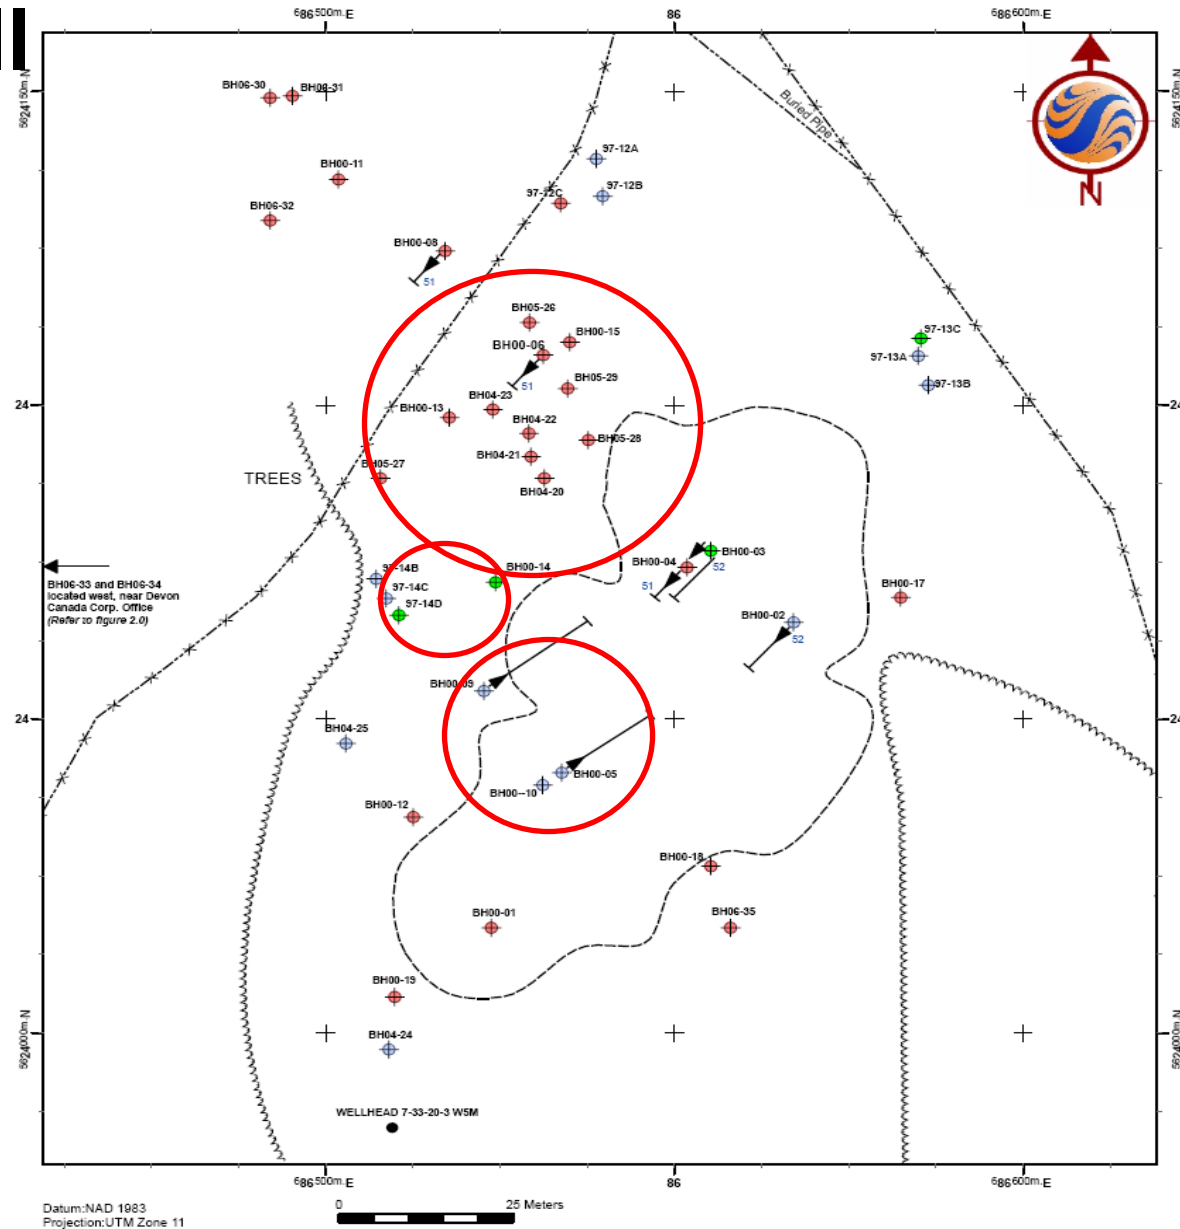 686500m.E
86
686600m.E
5624150m.N
5624150m.N
BH06-30
BH06-31
Buried Pipe
N
97-12A
BH00-11
97-12B
97-12C
BH06-32
BH00-08
51
BH05-26
BH00-15
97-13C
BH00-06
97-13A
51
BH05-29
97-13B
BH04-23
24
BH00-13
24
BH04-22
BH05-28
BH04-21
BH05-27
TREES
BH04-20
BH00-03
BH00-04
52
BH00-14
97-14B
51
BH00-17
BH06-33 and BH06-34
located west, near Devon
Canada Corp. Office
(Refer to figure 2.0)
97-14C
97-14D
BH00-02
52
BH00-09
24
24
BH04-25
BH00-05
BH00--10
BH00-12
BH00-18
BH00-01
BH06-35
BH00-19
BH04-24
5624000m.N
5624000m.N
WELLHEAD 7-33-20-3 W5M
686500m.E
86
686600m.E
Datum:NAD 1983
Projection:UTM Zone 11
0
25 Meters